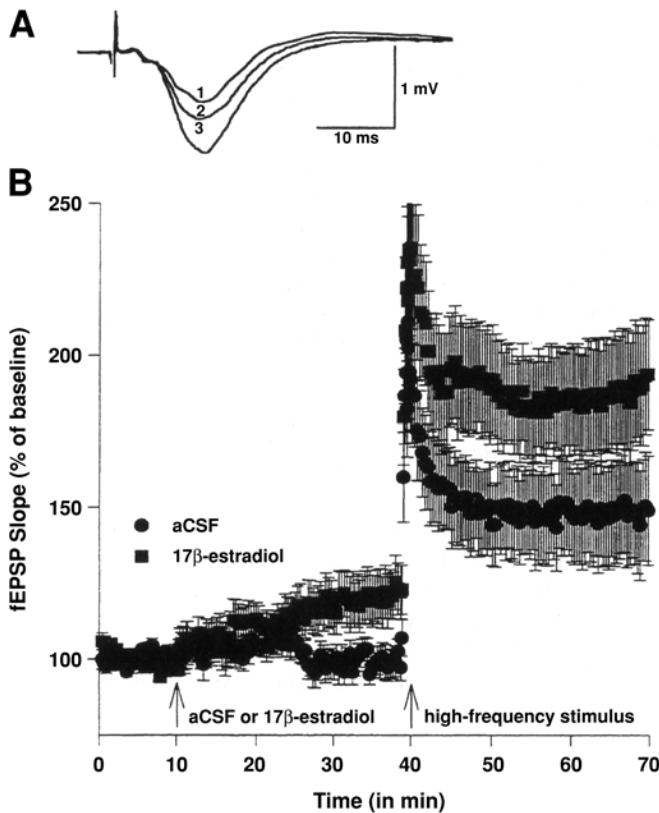 A
1
2
3
1 mV
10 ms
B
250
200
150
100
fEPSP Slope (% of baseline)
aCSF
17β-estradiol
aCSF or 17β-estradiol
high-frequency stimulus
0
10
20
30
40
50
60
70
Time (in min)